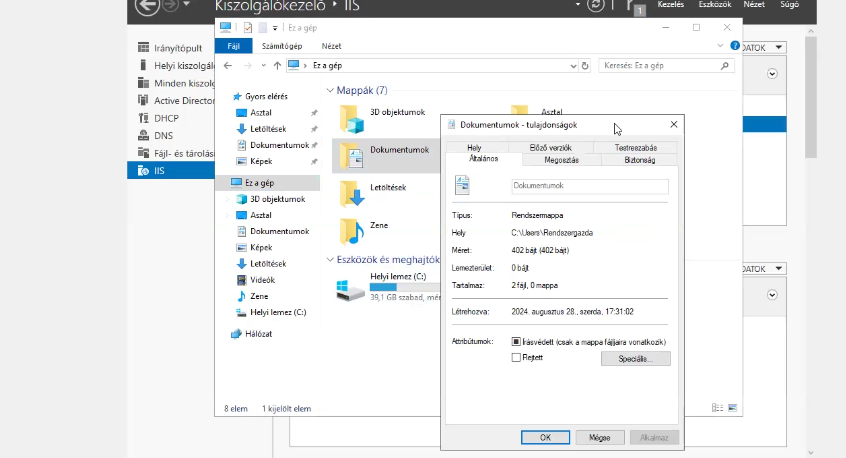 Kiszolgálókezelő ‣ IIS
1
Kezelés Eszközök Nézet Súgó
Irányítópult
Helyi kiszolgáló
Minden kiszolg
Active Director
DHCP
DNS
Fájl- és tárolás
IIS
Ez a gép
Fájl Számítógép Nézet
Ez a gép
Keresés: Ez a gép
Gyors elérés
Asztal
Letöltések
Dokumentumok
Képek
Ez a gép
3D objektumok
Asztal
Dokumentumok
Képek
Letöltések
Videók
Zene
Helyi lemez (C:)
Hálózat
Mappák (7)
3D objektumok
Asztal
Dokumentumok
Letöltések
Zene
Eszközök és meghajtók
Helyi lemez (C:)
39,1 GB szabad, mér
8 elem 1 kijelölt elem
DATOK
DATOK
Dokumentumok - tulajdonságok
Hely Előző verziók Testreszabás
Általános Megosztás Biztonság
Dokumentumok
Típus: Rendszermappa
Hely C:\Users\Rendszergazda
Méret: 402 bájt (402 bájt)
Lemezterület: 0 bájt
Tartalmaz: 2 fájl, 0 mappa
Létrehozva: 2024. augusztus 28., szerda, 17:31:02
Attribútumok: Írásvédett (csak a mappa fájljaira vonatkozik)
Rejtett Speciális...
OK Mégse Alkalmaz